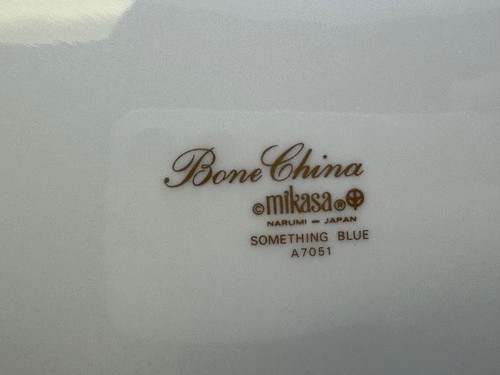 Bone China
©mikasa®
NARUMI — JAPAN
SOMETHING BLUE
A7051